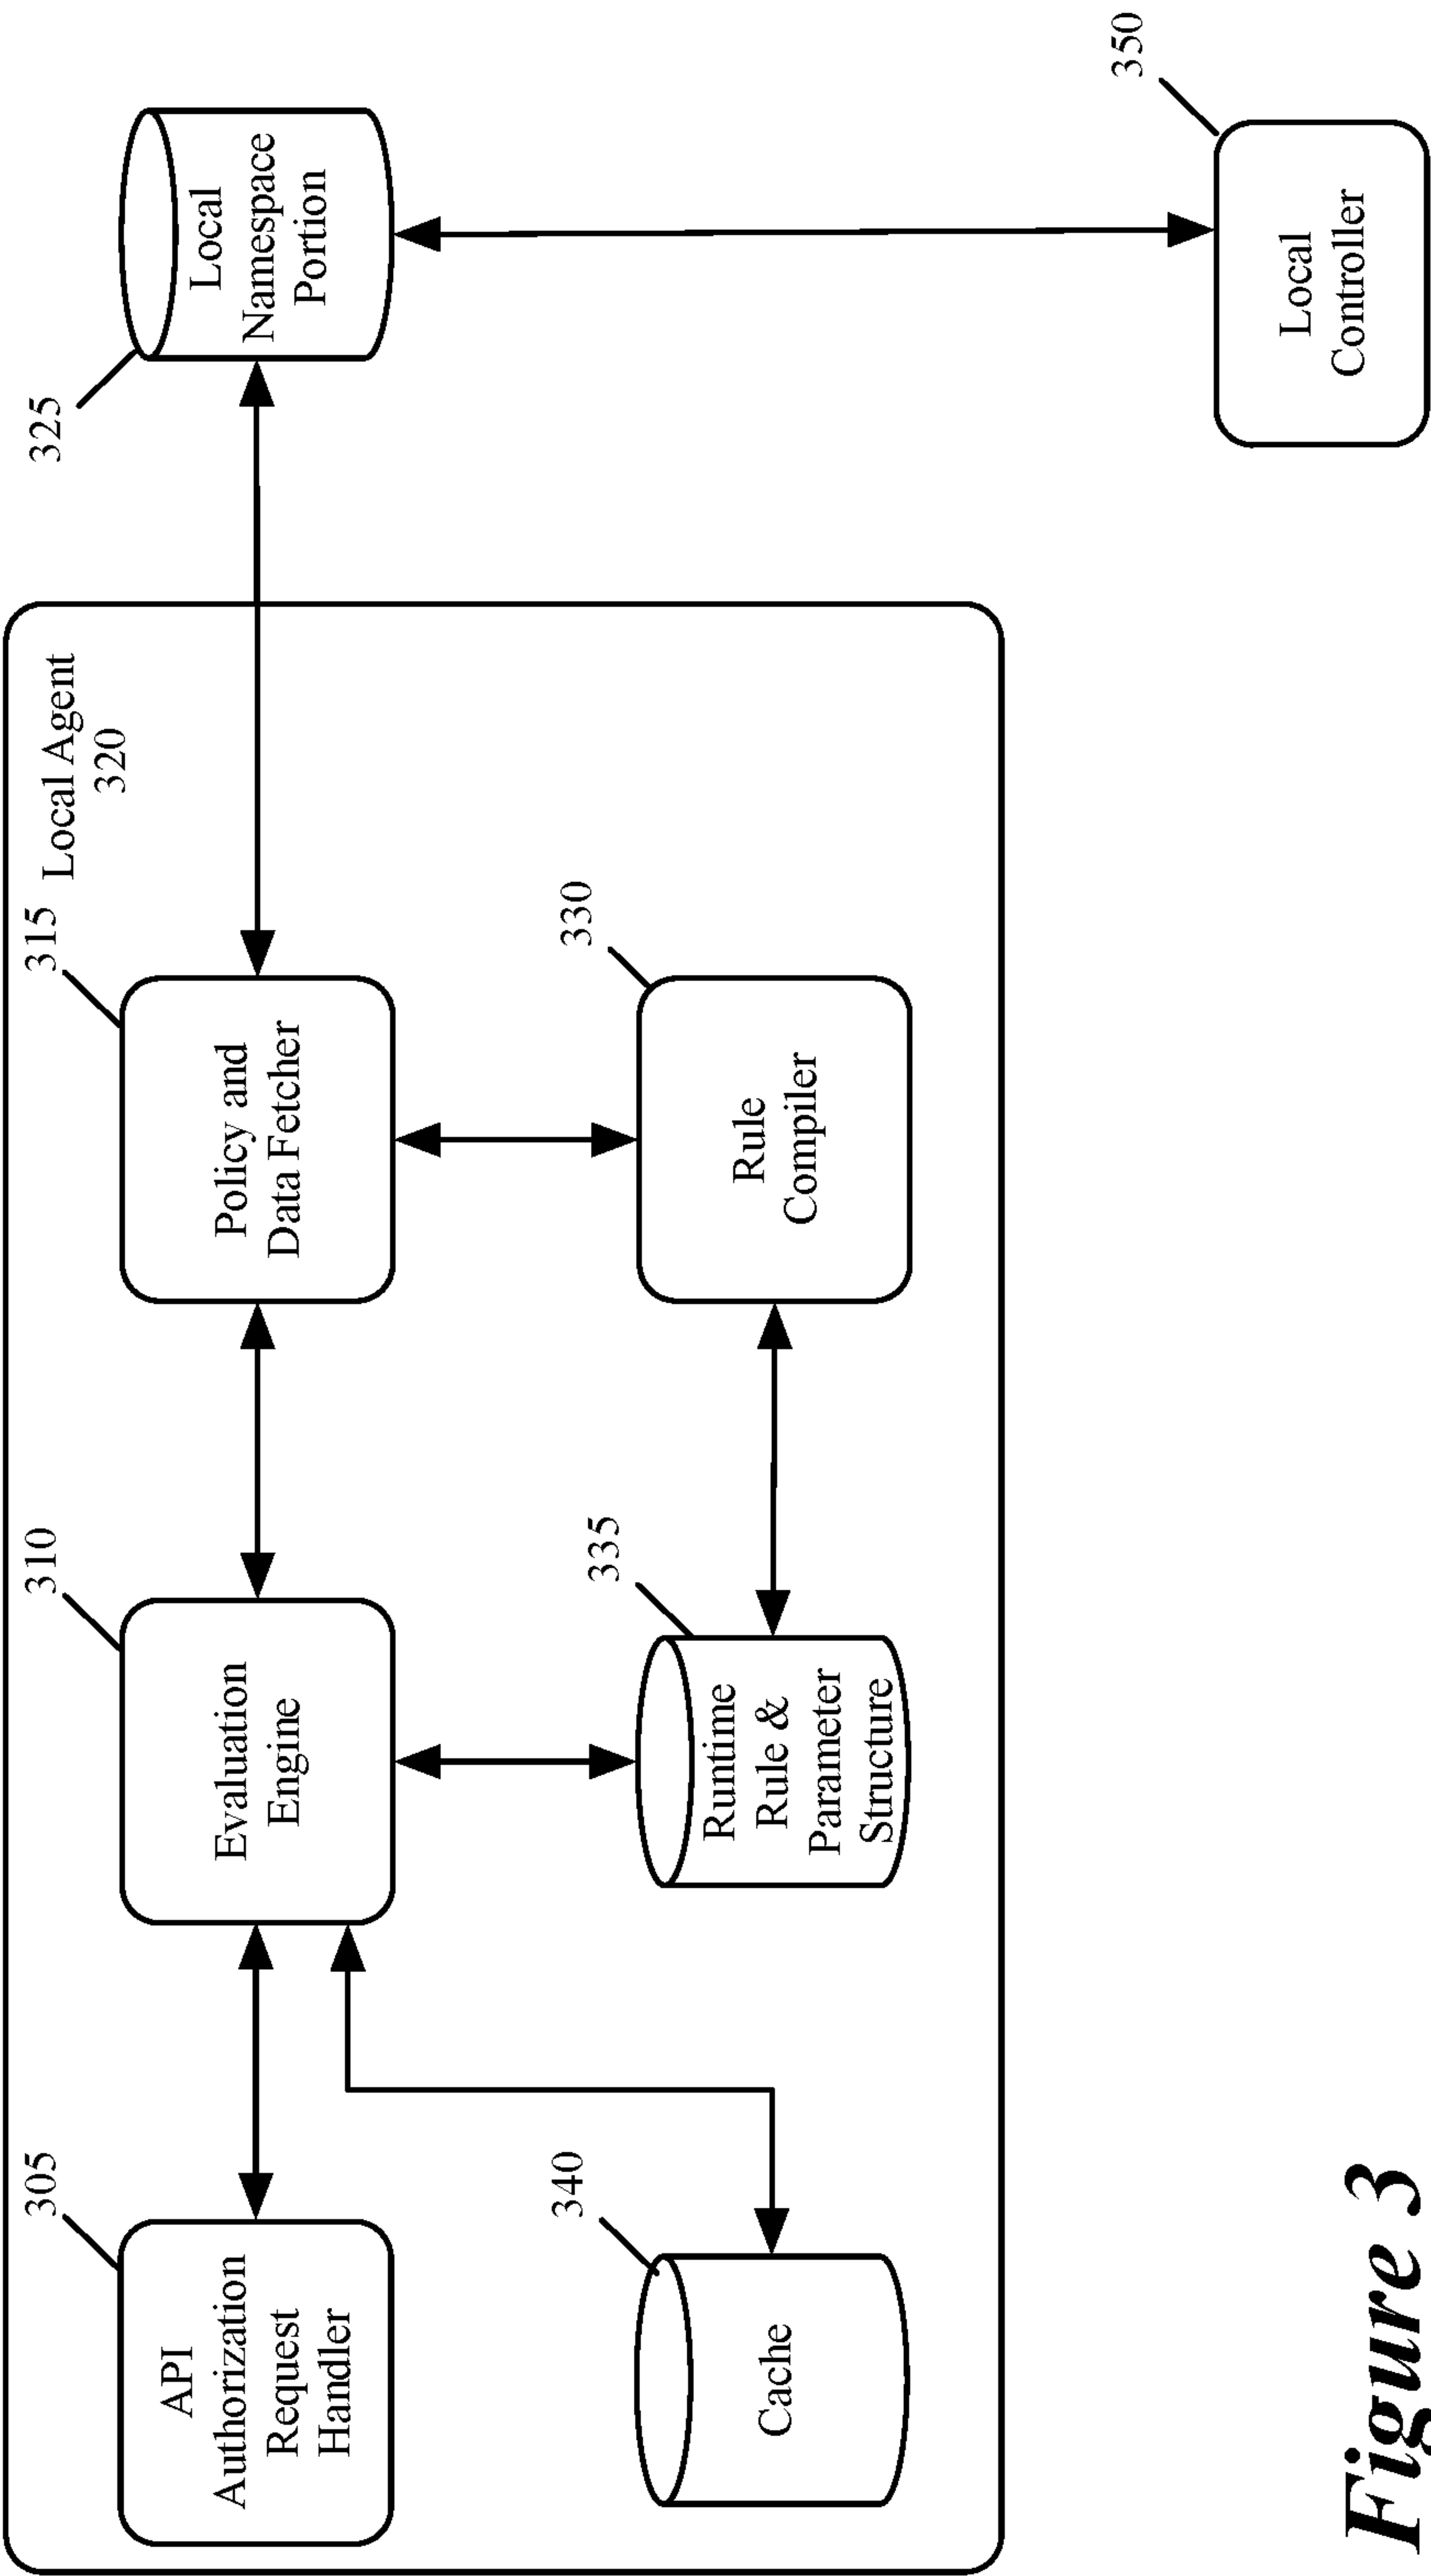 305
API
Authorization
Request
Handler
310
Evaluation
Engine
315
Policy and
Data Fetcher
Local Agent
320
325
Local
Namespace
Portion
340
Cache
335
Runtime
Rule &
Parameter
Structure
330
Rule
Compiler
350
Local
Controller
Figure 3